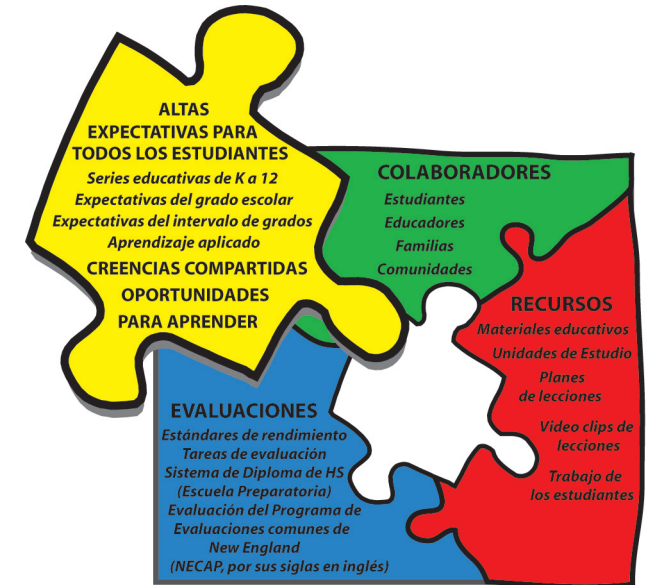 ALTAS
EXPECTATIVAS PARA
TODOS LOS ESTUDIANTES
Series educativas de K a 12
Expectativas del grado escolar
Expectativas del intervalo de grados
Aprendizaje aplicado
CREENCIAS COMPARTIDAS
OPORTUNIDADES
PARA APRENDER
COLABORADORES
Estudiantes
Educadores
Familias
Comunidades
RECURSOS
Materiales educativos
Unidades de Estudio
Planes
de lecciones
Video clips de
lecciones
Trabajo de
los estudiantes
EVALUACIONES
Estándares de rendimiento
Tareas de evaluación
Sistema de Diploma de HS
(Escuela Preparatoria)
Evaluación del Programa de
Evaluaciones comunes de
New England
(NECAP, por sus siglas en inglés)